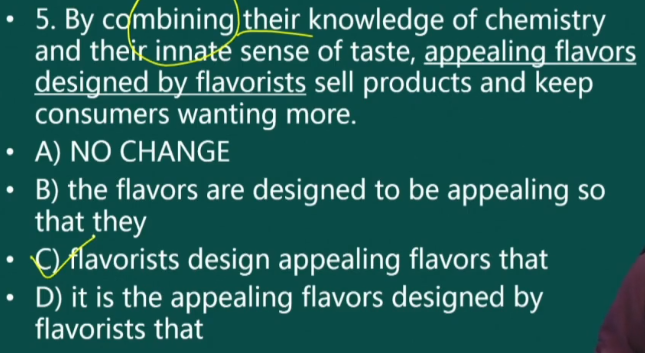 • 5. By combining their knowledge of chemistry
and their innate sense of taste, appealing flavors
designed by flavorists sell products and keep
consumers wanting more.
• A) NO CHANGE
• B) the flavors are designed to be appealing so
that they
• C) flavorists design appealing flavors that
• D) it is the appealing flavors designed by
flavorists that